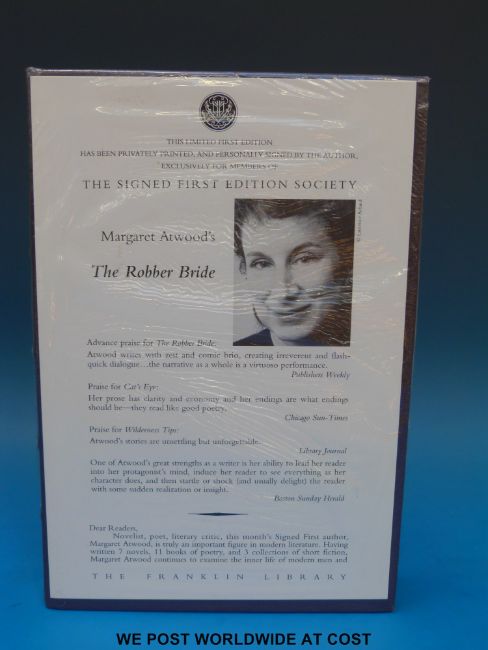 THIS LIMITED FIRST EDITION
HAS BEEN PRIVATELY PRINTED, AND PERSONALLY SIGNED BY THE AUTHOR,
EXCLUSIVELY FOR MEMBERS OF
THE SIGNED FIRST EDITION SOCIETY
Margaret Atwood's
The Robber Bride
Advance praise for The Robber Bride:
Atwood writes with zest and comic brio, creating irreverent and flash-
quick dialogue...the narrative as a whole is a virtuoso performance.
Publishers Weekly
Praise for Cat's Eye:
Her prose has clarity and economy and her endings are what endings
should be—they read like good poetry.
Chicago Sun-Times
Praise for Wilderness Tips:
Atwood's stories are unsettling but unforgettable.
Library Journal
One of Atwood's great strengths as a writer is her ability to lead her reader
into her protagonist's mind, induce her reader to see everything as her
character does, and then startle or shock (and usually delight) the reader
with some sudden realization or insight.
Boston Sunday Herald
Dear Reader,
Novelist, poet, literary critic, this month's Signed First author,
Margaret Atwood, is truly an important figure in modern literature. Having
written 7 novels, 11 books of poetry, and 3 collections of short fiction,
Margaret Atwood continues to examine the inner life of modern men and
THE FRANKLIN LIBRARY
WE POST WORLDWIDE AT COST